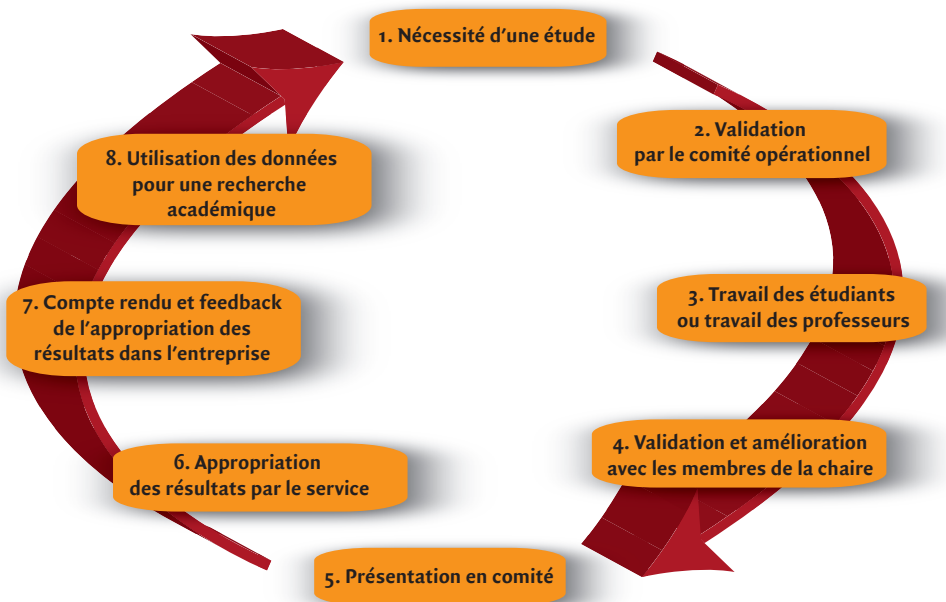 1. Nécessité d'une étude
2. Validation
par le comité opérationnel
3. Travail des étudiants
ou travail des professeurs
4. Validation et amélioration
avec les membres de la chaire
5. Présentation en comité
6. Appropriation
des résultats par le service
7. Compte rendu et feedback
de l'appropriation des
résultats dans l'entreprise
8. Utilisation des données
pour une recherche
académique